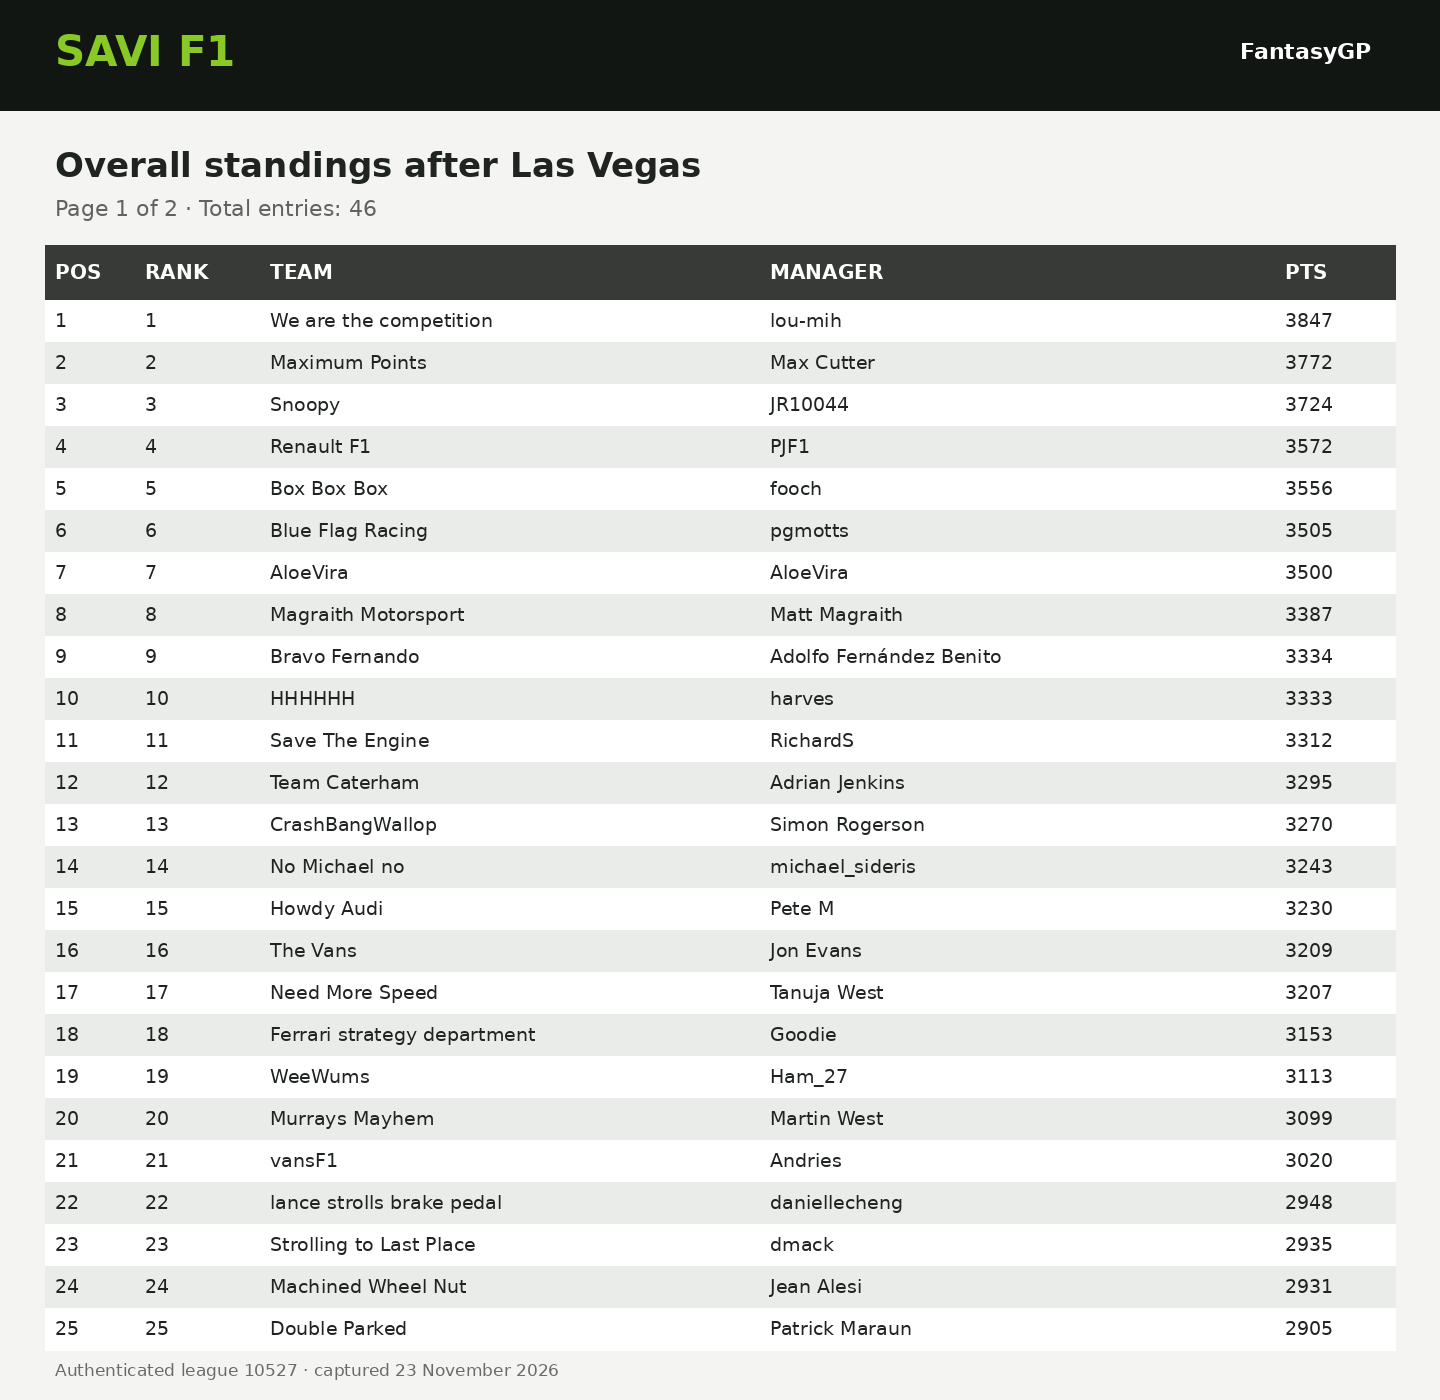 SAVI F1
FantasyGP
Overall standings after Las Vegas
Page 1 of 2 · Total entries: 46
POS RANK TEAM MANAGER PTS
1 1 We are the competition lou-mih 3847
2 2 Maximum Points Max Cutter 3772
3 3 Snoopy JR10044 3724
4 4 Renault F1 PJF1 3572
5 5 Box Box Box fooch 3556
6 6 Blue Flag Racing pgmotts 3505
7 7 AloeVira AloeVira 3500
8 8 Magraith Motorsport Matt Magraith 3387
9 9 Bravo Fernando Adolfo Fernández Benito 3334
10 10 HHHHHH harves 3333
11 11 Save The Engine RichardS 3312
12 12 Team Caterham Adrian Jenkins 3295
13 13 CrashBangWallop Simon Rogerson 3270
14 14 No Michael no michael_sideris 3243
15 15 Howdy Audi Pete M 3230
16 16 The Vans Jon Evans 3209
17 17 Need More Speed Tanuja West 3207
18 18 Ferrari strategy department Goodie 3153
19 19 WeeWums Ham_27 3113
20 20 Murrays Mayhem Martin West 3099
21 21 vansF1 Andries 3020
22 22 lance strolls brake pedal daniellecheng 2948
23 23 Strolling to Last Place dmack 2935
24 24 Machined Wheel Nut Jean Alesi 2931
25 25 Double Parked Patrick Maraun 2905
Authenticated league 10527 · captured 23 November 2026